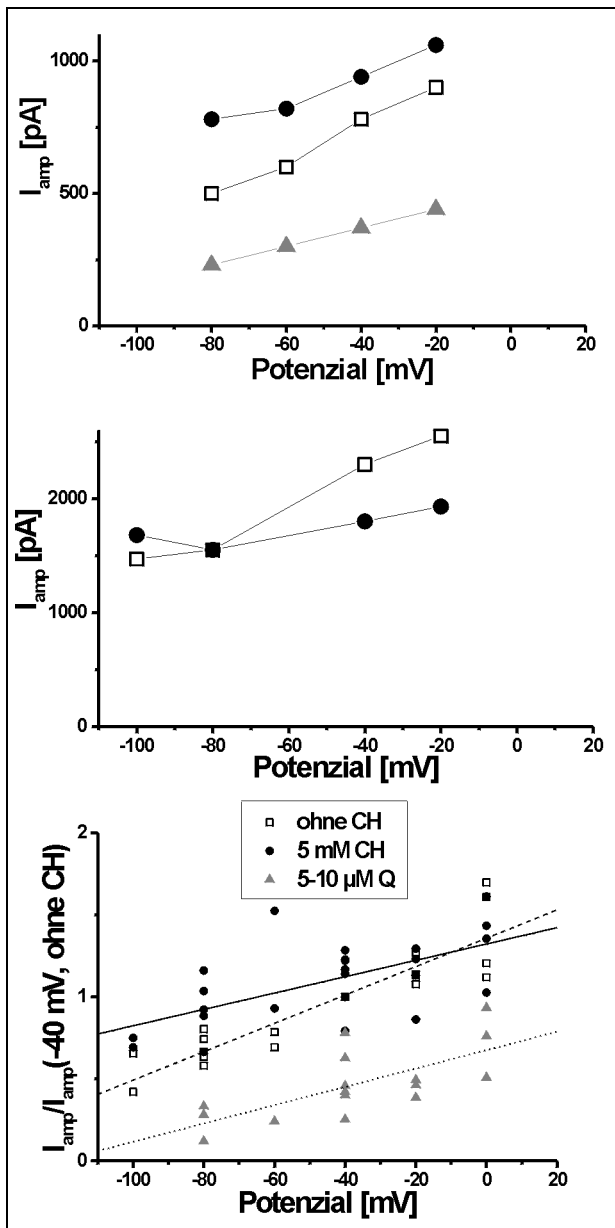 1000
500
0
I_amp [pA]
-100 -80 -60 -40 -20 0 20
Potenzial [mV]
2000
1000
0
I_amp [pA]
-100 -80 -60 -40 -20 0 20
Potenzial [mV]
ohne CH
5 mM CH
5-10 µM Q
2
1
0
I_amp/I_amp(-40 mV, ohne CH)
-100 -80 -60 -40 -20 0 20
Potenzial [mV]